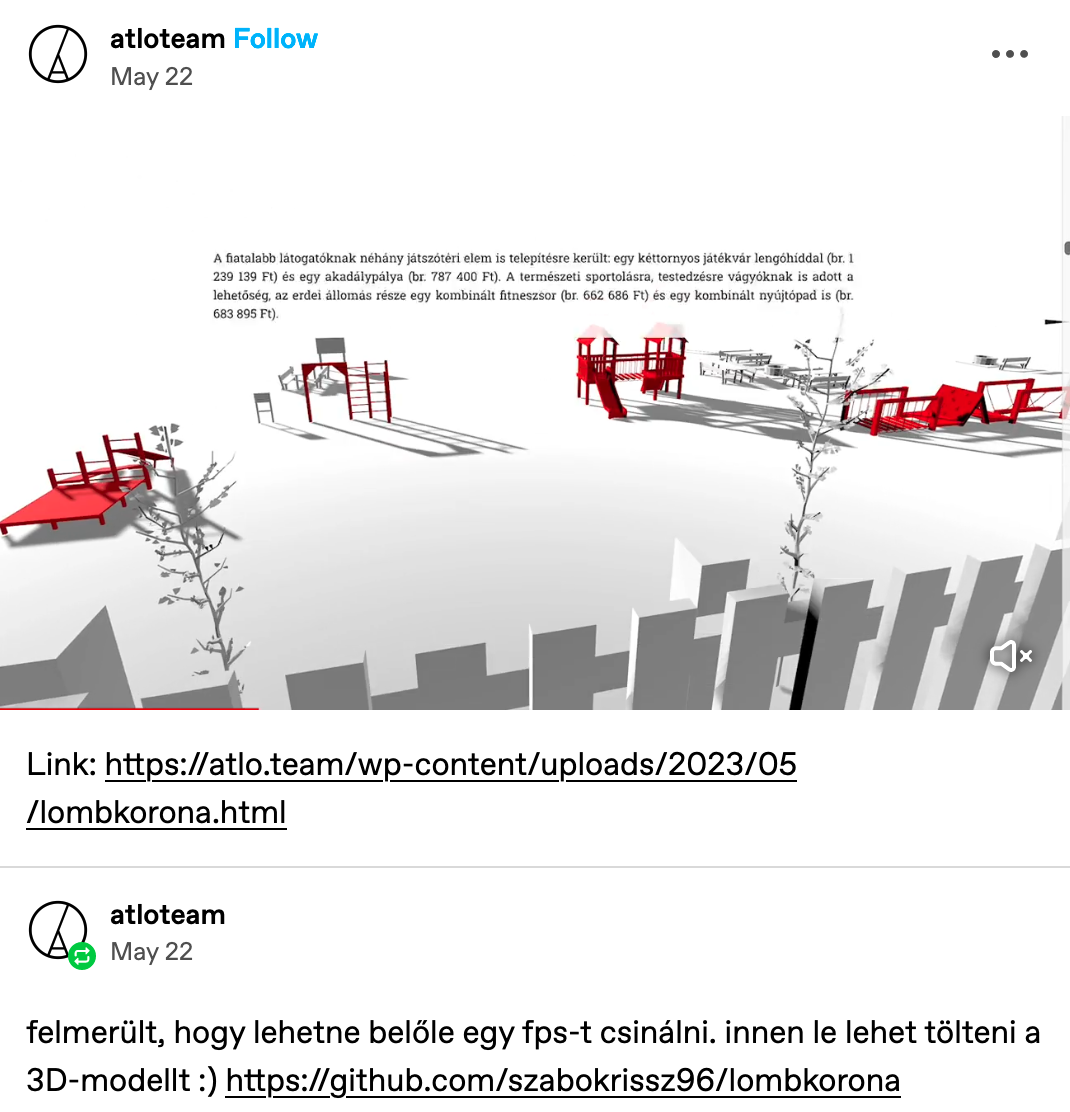 atloteam Follow
May 22
A fiatalabb látogatóknak néhány játszótéri elem is telepítésre került: egy kéttornyos játékvár lengőhíddal (br. 1
239 139 Ft) és egy akadálypálya (br. 787 400 Ft). A természeti sportolásra, testedzésre vágyóknak is adott a
lehetőség, az erdei állomás része egy kombinált fitneszsor (br. 662 686 Ft) és egy kombinált nyújtópad is (br.
683 895 Ft).
Link: https://atlo.team/wp-content/uploads/2023/05
/lombkorona.html
atloteam
May 22
felmerült, hogy lehetne belőle egy fps-t csinálni. innen le lehet tölteni a
3D-modellt :) https://github.com/szabokrissz96/lombkorona